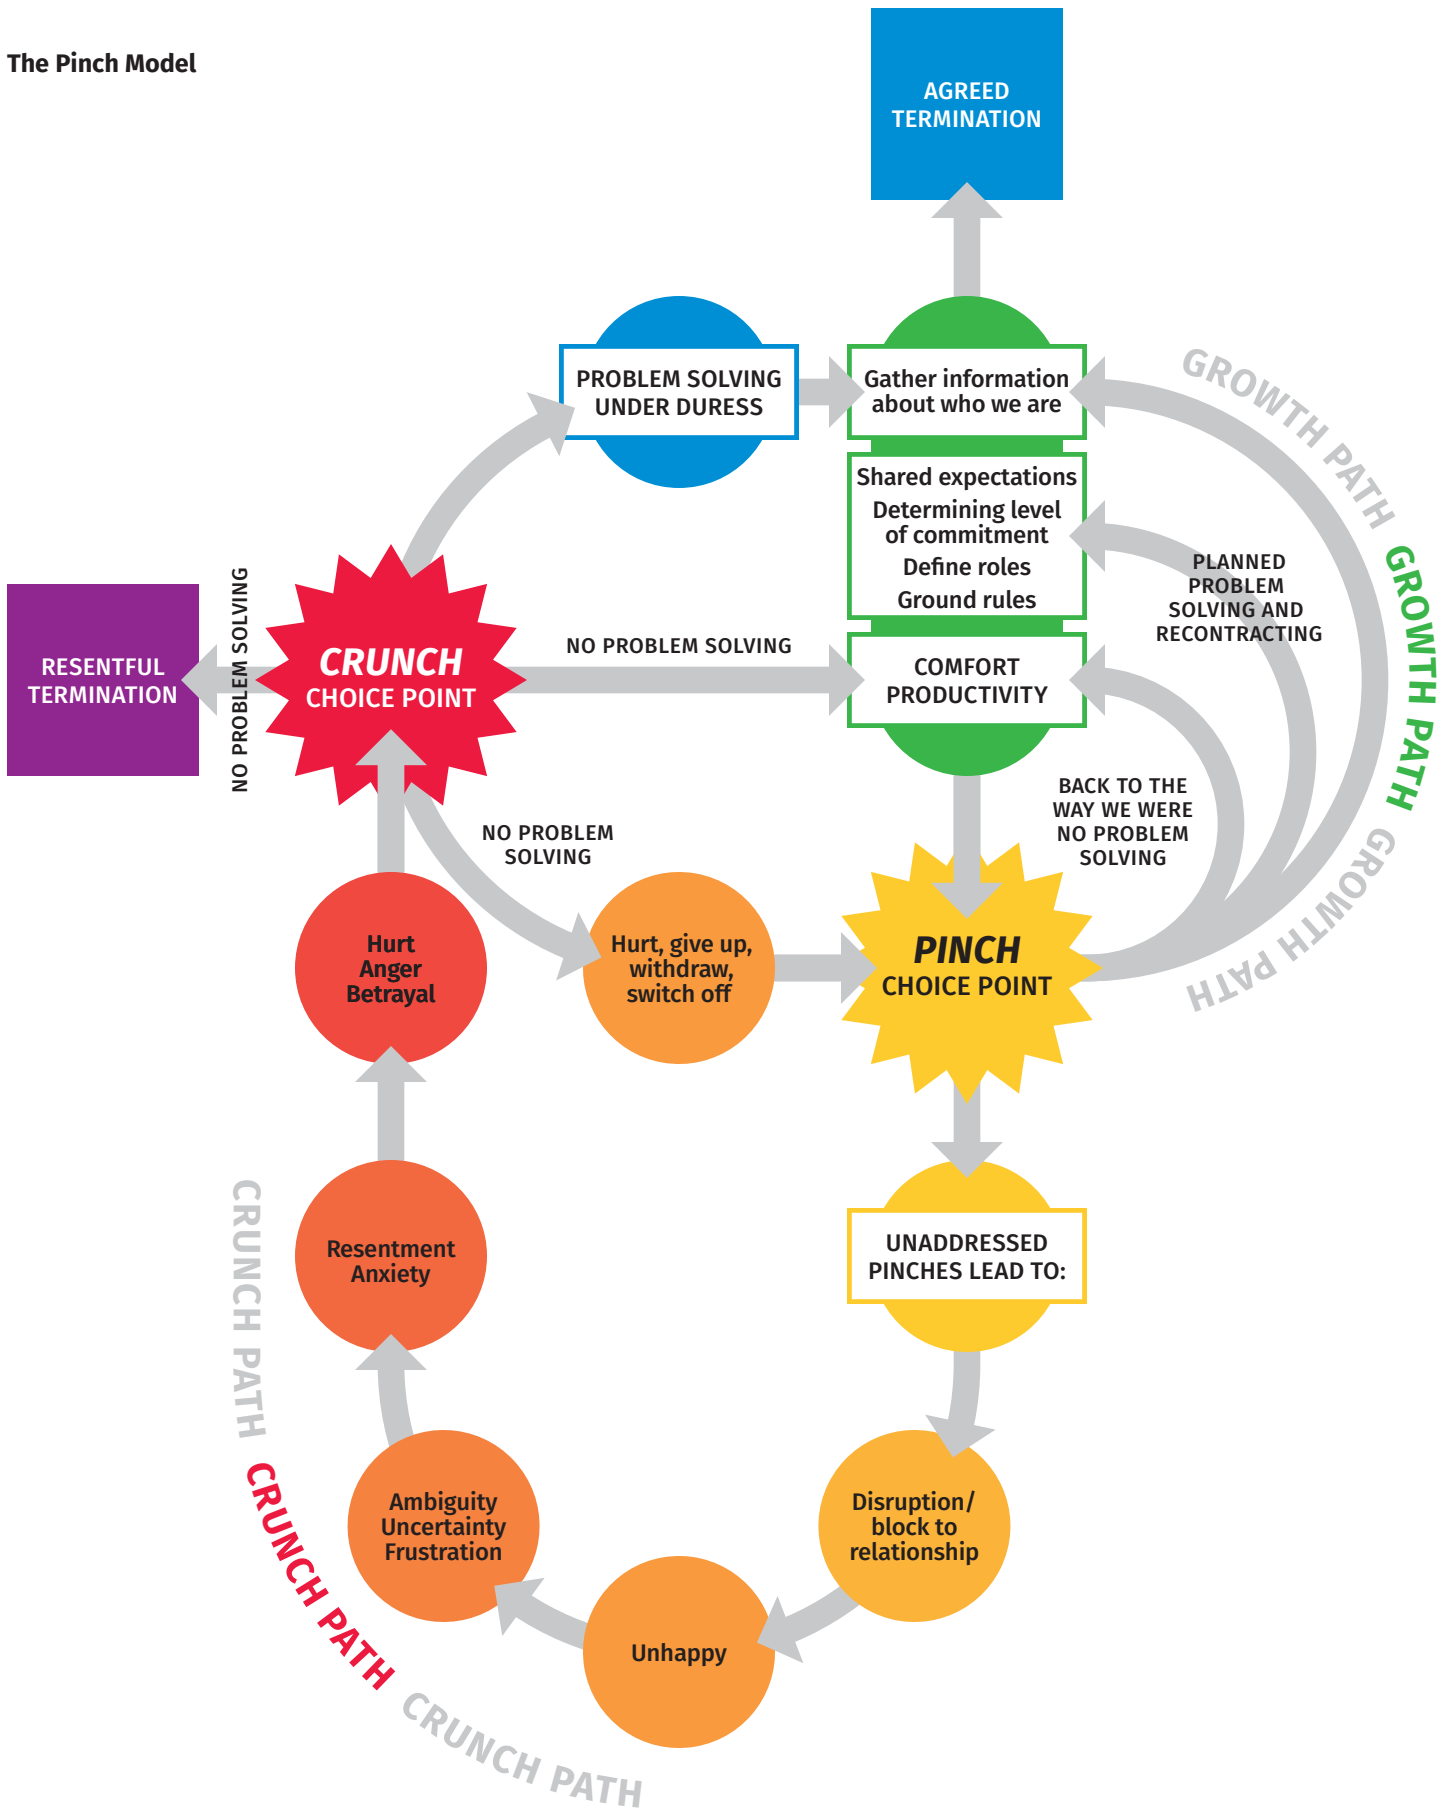 The Pinch Model
AGREED
TERMINATION
PROBLEM SOLVING
UNDER DURESS
Gather information
about who we are
Shared expectations
Determining level
of commitment
Define roles
Ground rules
COMFORT
PRODUCTIVITY
GROWTH PATH
GROWTH PATH
GROWTH PATH
PLANNED
PROBLEM
SOLVING AND
RECONTRACTING
BACK TO THE
WAY WE WERE
NO PROBLEM
SOLVING
RESENTFUL
TERMINATION
NO PROBLEM SOLVING
CRUNCH
CHOICE POINT
NO PROBLEM SOLVING
NO PROBLEM
SOLVING
Hurt
Anger
Betrayal
Hurt, give up,
withdraw,
switch off
PINCH
CHOICE POINT
UNADDRESSED
PINCHES LEAD TO:
Resentment
Anxiety
Disruption/
block to
relationship
Ambiguity
Uncertainty
Frustration
Unhappy
CRUNCH PATH
CRUNCH PATH
CRUNCH PATH